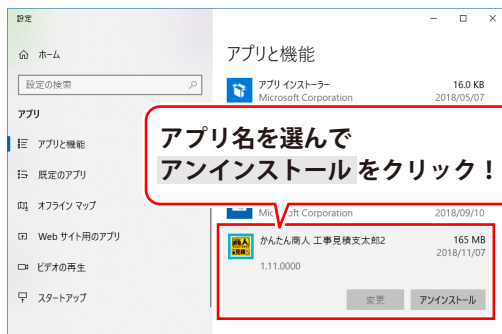 設定
ホーム
設定の検索
アプリ
アプリと機能
既定のアプリ
オフライン マップ
Web サイト用のアプリ
ビデオの再生
スタートアップ
アプリと機能
アプリ インストーラー
16.0 KB
Microsoft Corporation
2018/05/07
アプリ名を選んで
アンインストール をクリック！
Microsoft Corporation
2018/09/10
商人
見積
かんたん商人 工事見積支太郎2
165 MB
2018/11/07
1.11.0000
変更
アンインストール